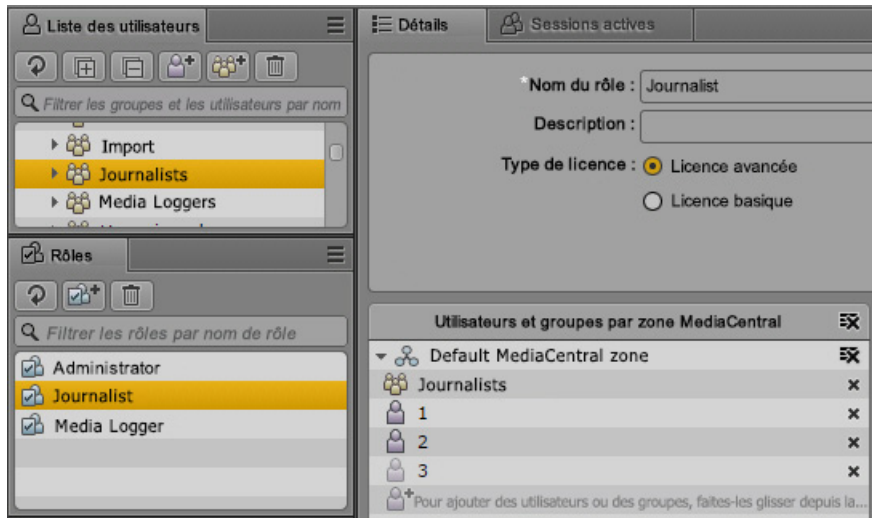 Liste des utilisateurs
Filtrer les groupes et les utilisateurs par nom
Import
Journalists
Media Loggers
Rôles
Filtrer les rôles par nom de rôle
Administrator
Journalist
Media Logger
Détails
Sessions actives
*Nom du rôle : Journalist
Description :
Type de licence : Licence avancée
Licence basique
Utilisateurs et groupes par zone MediaCentral
Default MediaCentral zone
Journalists
1
2
3
Pour ajouter des utilisateurs ou des groupes, faites-les glisser depuis la...